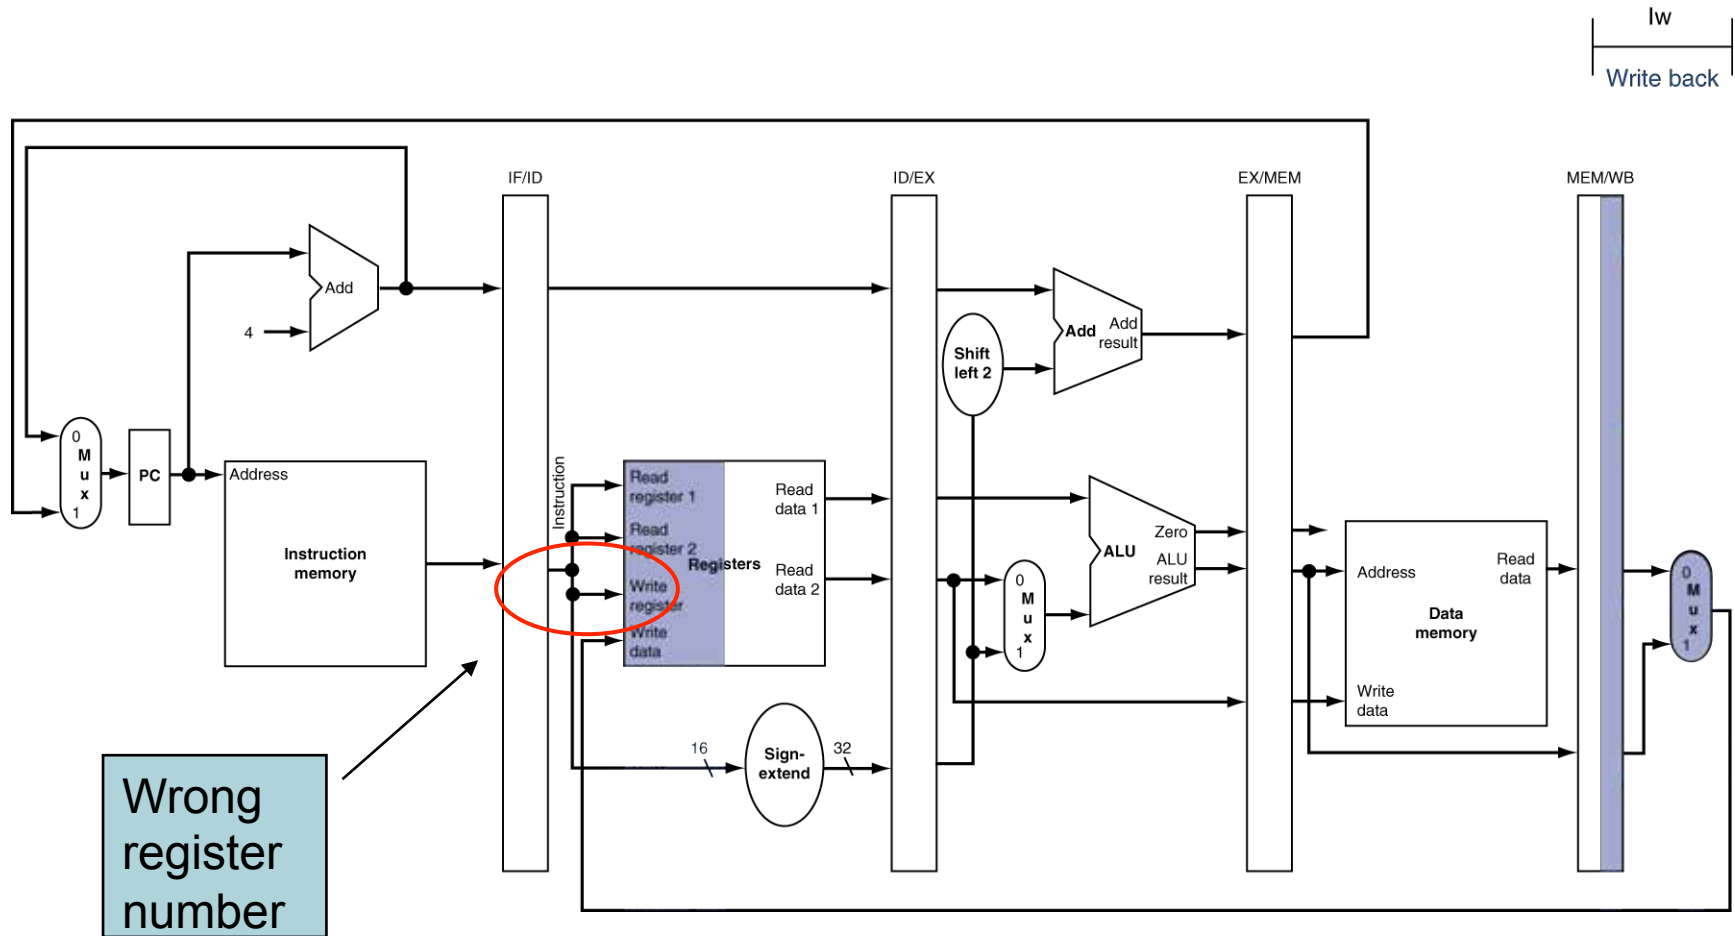 lw
Write back
IF/ID
ID/EX
EX/MEM
MEM/WB
Add
4
Shift
left 2
Add
Add
result
0
M
u
x
1
PC
Address
Instruction
memory
Instruction
Read
register 1
Read
register 2
Write
register
Write
data
Registers
Read
data 1
Read
data 2
16
Sign-
extend
32
0
M
u
x
1
ALU
Zero
ALU
result
Address
Read
data
Data
memory
Write
data
0
M
u
x
1
Wrong
register
number